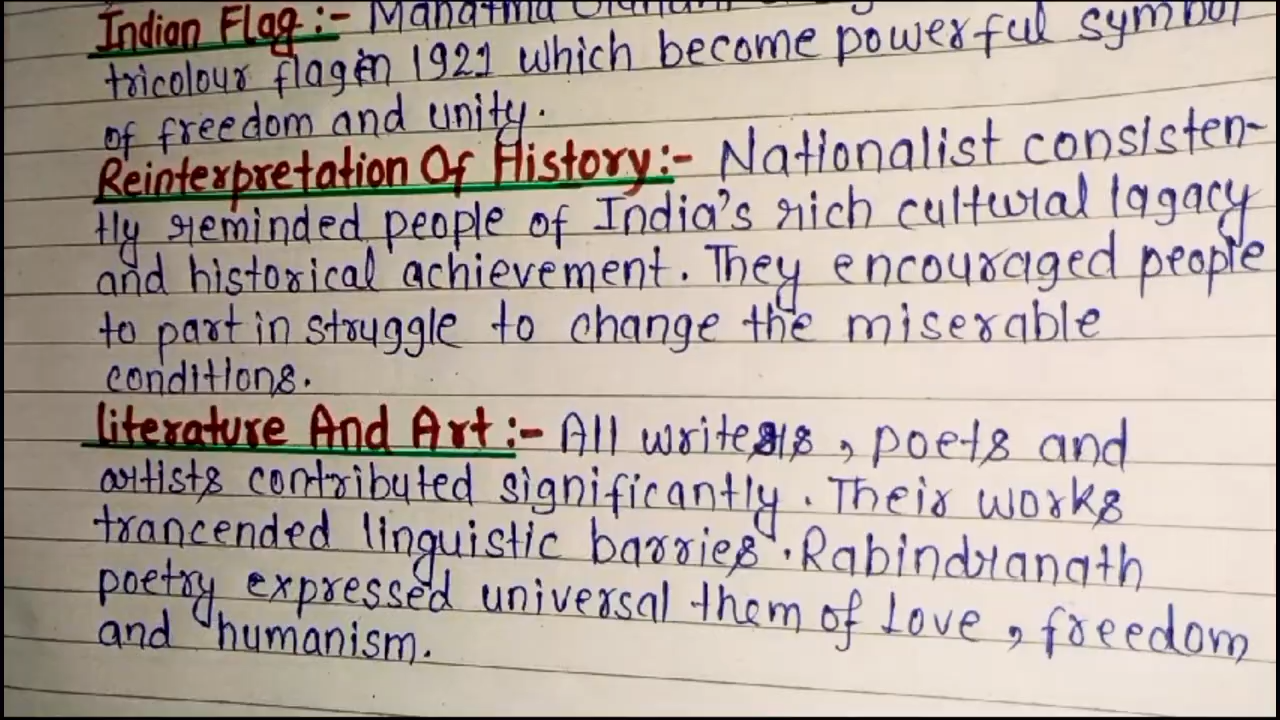 Indian Flag :- Mahatma
tricolour flag in 1921 which become powerful symbol
of freedom and unity.
Reinterpretation Of History:- Nationalist consisten-
tly reminded people of India's rich cultural lagacy
and historical achievement. They encouraged people
to part in struggle to change the miserable
conditions.
literature And Art :- All writers, poets and
artists contributed significantly. Their works
trancended linguistic barries. Rabindranath
poetry expressed universal them of Love, freedom
and humanism.